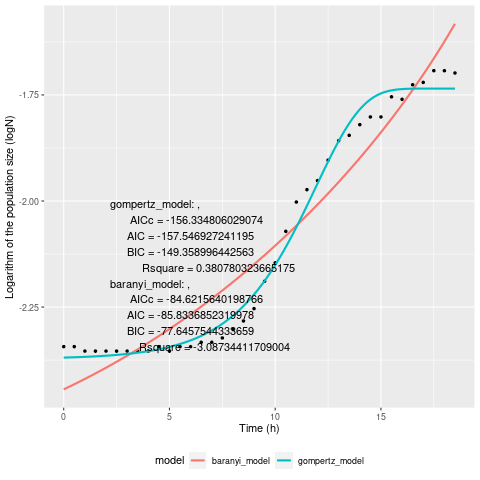 -1.75
-2.00
-2.25
Logarithm of the population size (logN)
gompertz_model: ,
AICc = -156.334806029074
AIC = -157.546927241195
BIC = -149.358996442563
Rsquare = 0.380780323665175
baranyi_model: ,
AICc = -84.6215640198766
AIC = -85.8336852319978
BIC = -77.6457544333659
Rsquare = -3.08734411709004
0 5 10 15
Time (h)
model baranyi_model gompertz_model